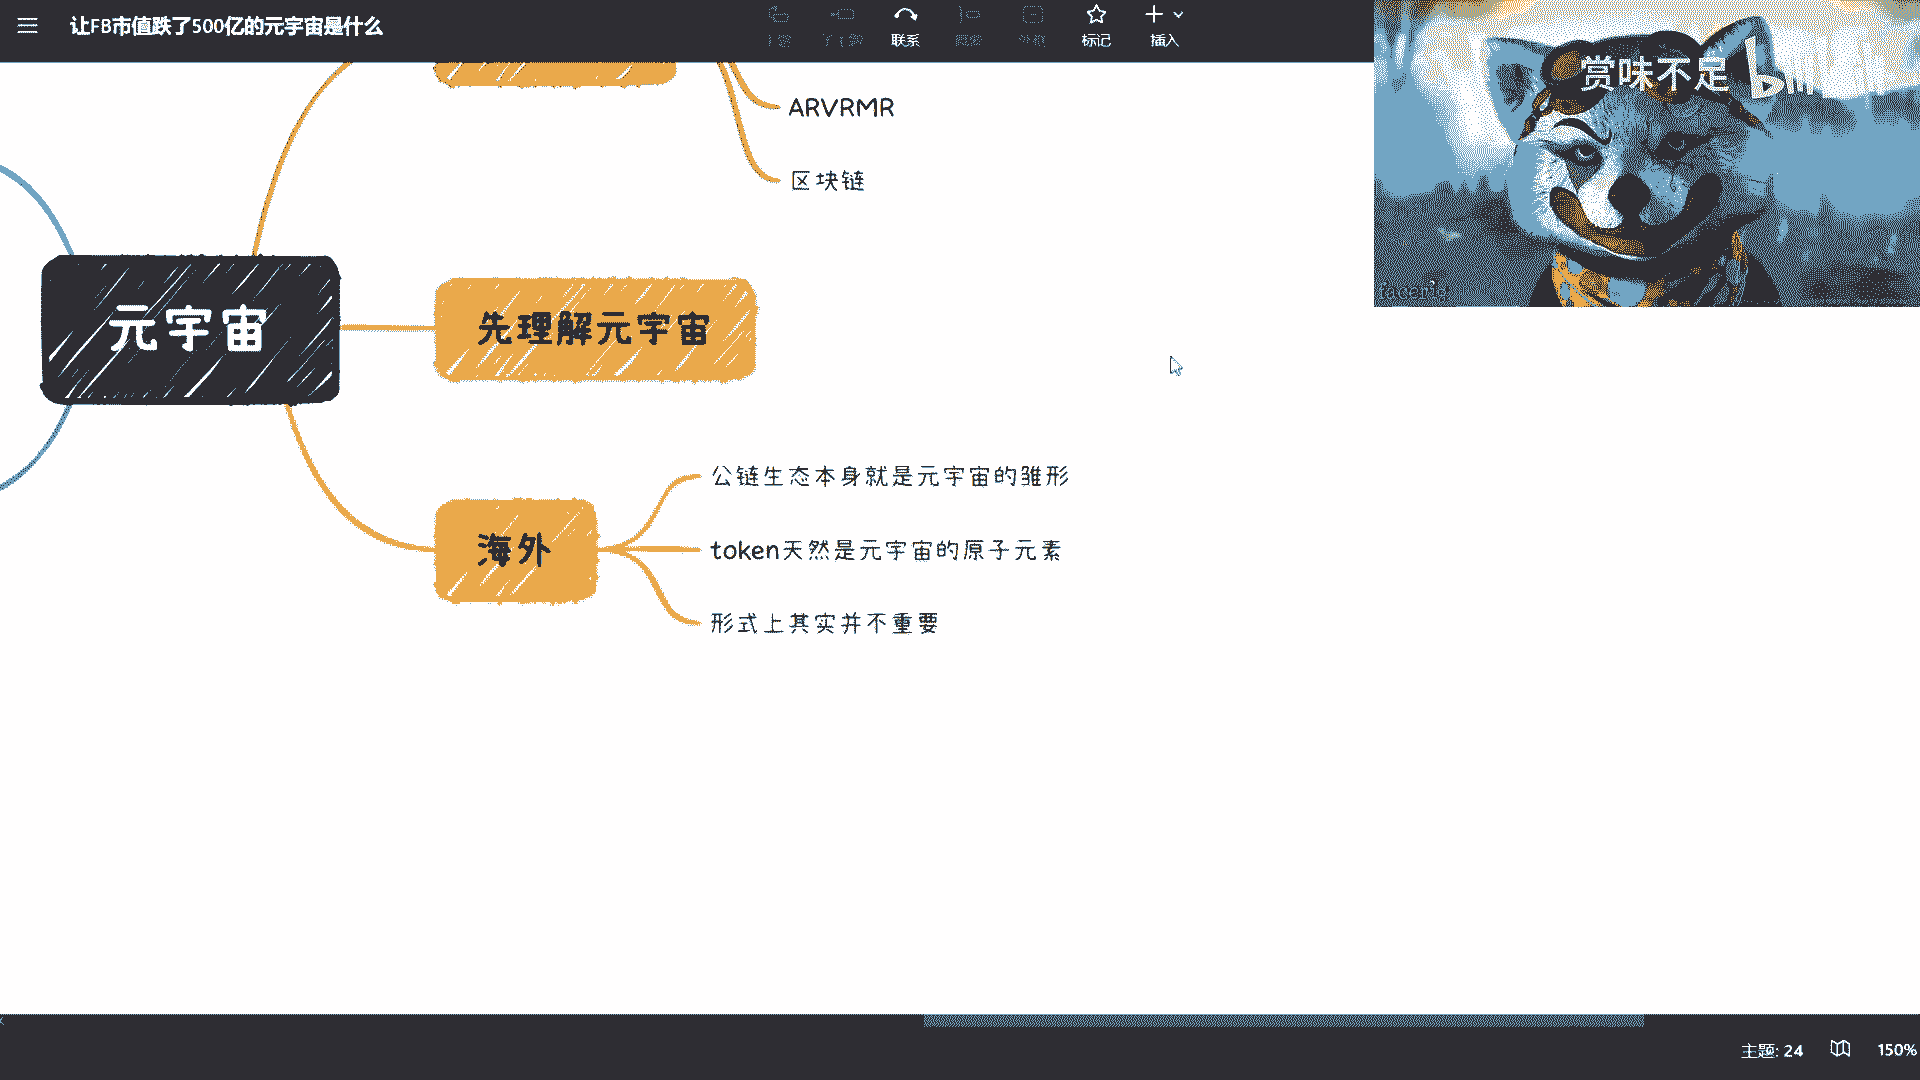 让FB市值跌了500亿的元宇宙是什么
联系
标记
插入
赏味不足
bilibili
ARVRMR
区块链
元宇宙
先理解元宇宙
海外
公链生态本身就是元宇宙的雏形
token天然是元宇宙的原子元素
形式上其实并不重要
facerig
主题: 24
150%